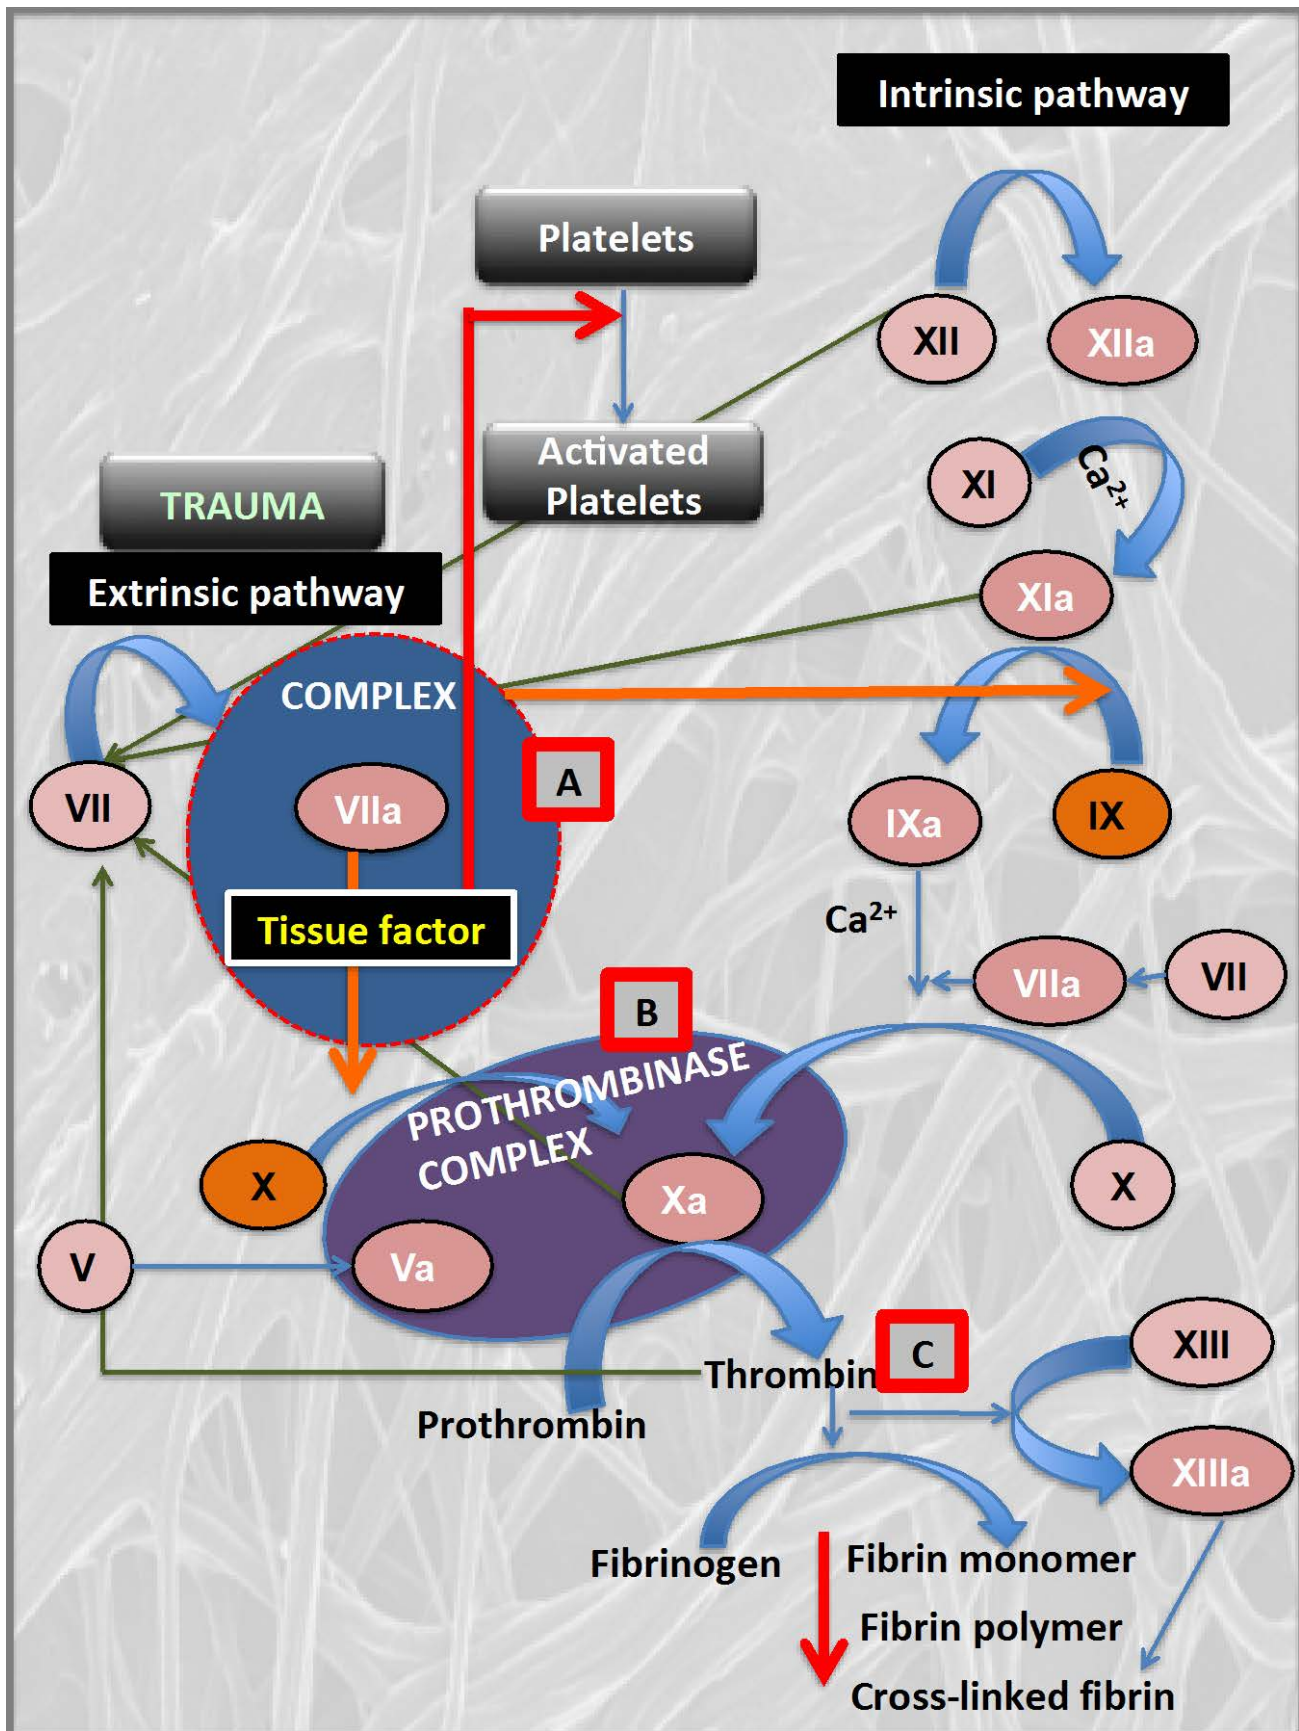 Intrinsic pathway
Platelets
XII
XIIa
Activated
Platelets
XI
Ca2+
TRAUMA
Extrinsic pathway
XIa
COMPLEX
A
VII
VIIa
IXa
IX
Tissue factor
Ca2+
VIIa
VII
B
PROTHROMBINASE
COMPLEX
X
Xa
X
V
Va
Thrombin
C
XIII
Prothrombin
XIIIa
Fibrinogen
Fibrin monomer
Fibrin polymer
Cross-linked fibrin